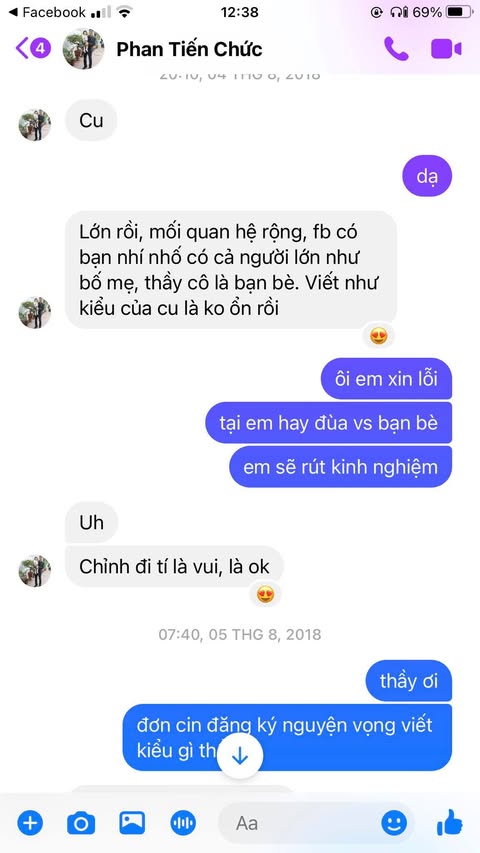 Facebook
12:38
69%
4
Phan Tiến Chức
20:10, 04 THG 8, 2018
Cu
dạ
Lớn rồi, mối quan hệ rộng, fb có
bạn nhí nhố có cả người lớn như
bố mẹ, thầy cô là bạn bè. Viết như
kiểu của cu là ko ổn rồi
ôi em xin lỗi
tại em hay đùa vs bạn bè
em sẽ rút kinh nghiệm
Uh
Chỉnh đi tí là vui, là ok
07:40, 05 THG 8, 2018
thầy ơi
đơn cin đăng ký nguyện vọng viết
kiểu gì
Aa